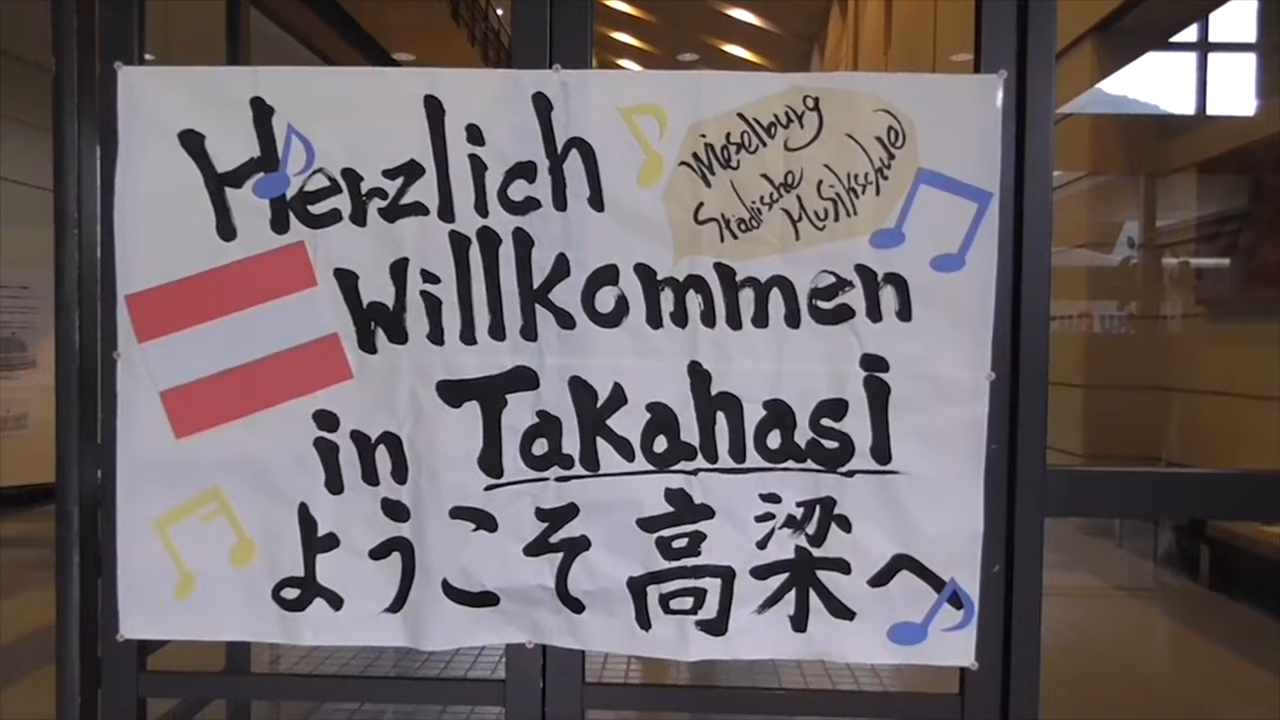 Herzlich
Wieselburg
Städtische
Musikschule
Willkommen
in Takahasi
ようこそ高梁へ